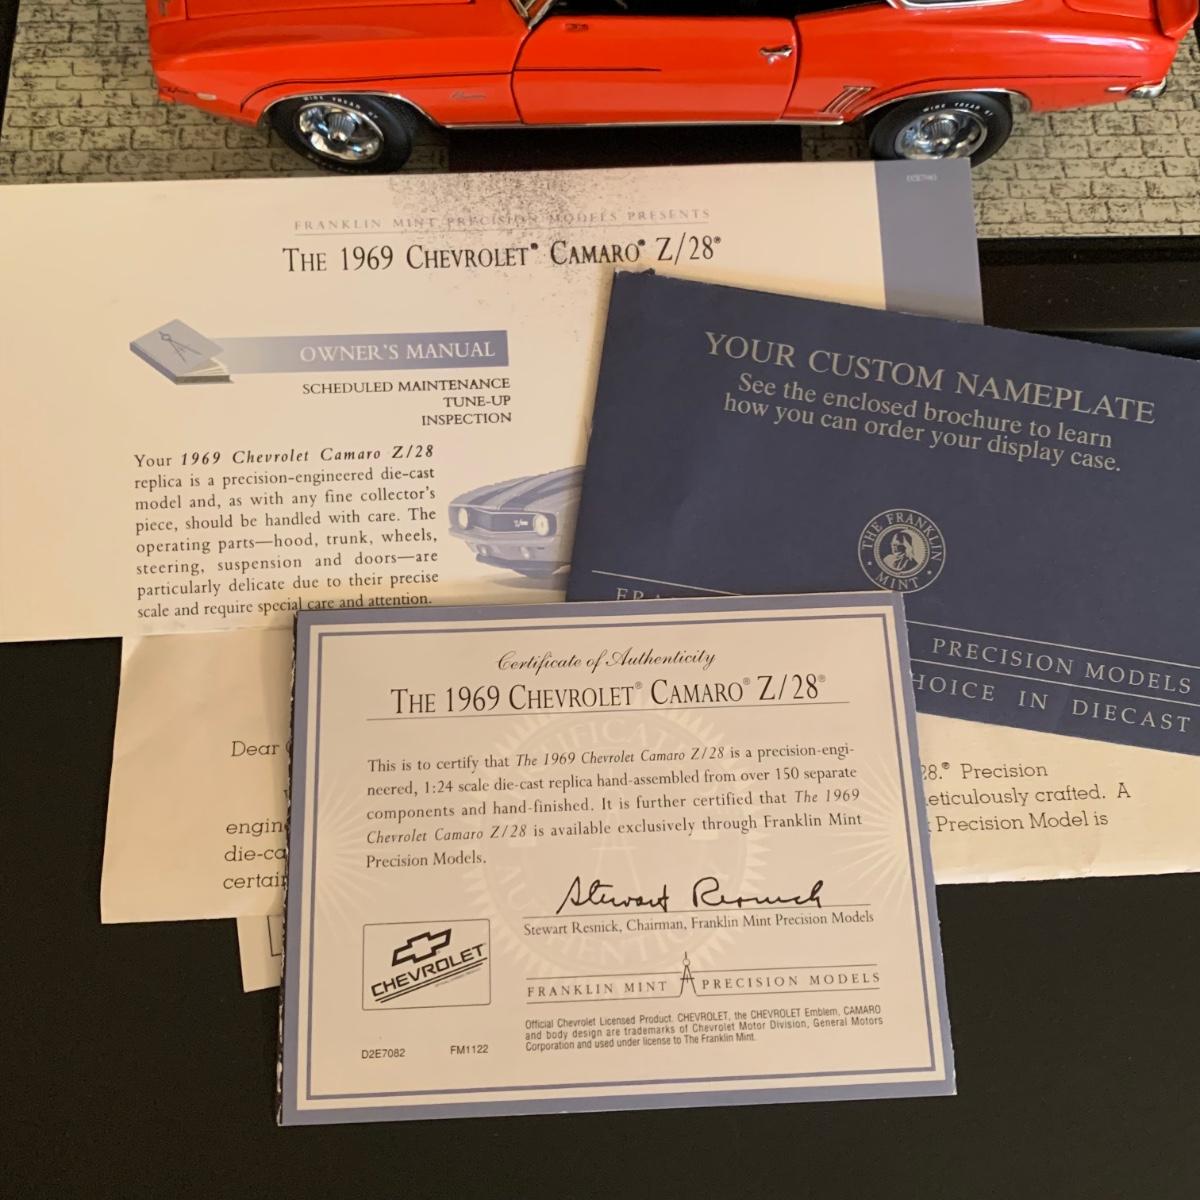 FRANKLIN MINT PRECISION MODELS PRESENTS
THE 1969 CHEVROLET® CAMARO® Z/28®
OWNER'S MANUAL
SCHEDULED MAINTENANCE
TUNE-UP
INSPECTION
Your 1969 Chevrolet Camaro Z/28
replica is a precision-engineered die-cast
model and, as with any fine collector's
piece, should be handled with care. The
operating parts—hood, trunk, wheels,
steering, suspension and doors—are
particularly delicate due to their precise
scale and require special care and attention.
YOUR CUSTOM NAMEPLATE
See the enclosed brochure to learn
how you can order your display case.
THE FRANKLIN MINT
PRECISION MODELS
IN DIECAST
Dear
28.® Precision
A
Precision Model is
Certificate of Authenticity
THE 1969 CHEVROLET® CAMARO® Z/28®
This is to certify that The 1969 Chevrolet Camaro Z/28 is a precision-engi-
neered, 1:24 scale die-cast replica hand-assembled from over 150 separate
components and hand-finished. It is further certified that The 1969
Chevrolet Camaro Z/28 is available exclusively through Franklin Mint
Precision Models.
Stewart Resnick
Stewart Resnick, Chairman, Franklin Mint Precision Models
CHEVROLET
FRANKLIN MINT PRECISION MODELS
Official Chevrolet Licensed Product. CHEVROLET, the CHEVROLET Emblem, CAMARO
and body design are trademarks of Chevrolet Motor Division, General Motors
Corporation and used under license to The Franklin Mint.
D2E7082 FM1122